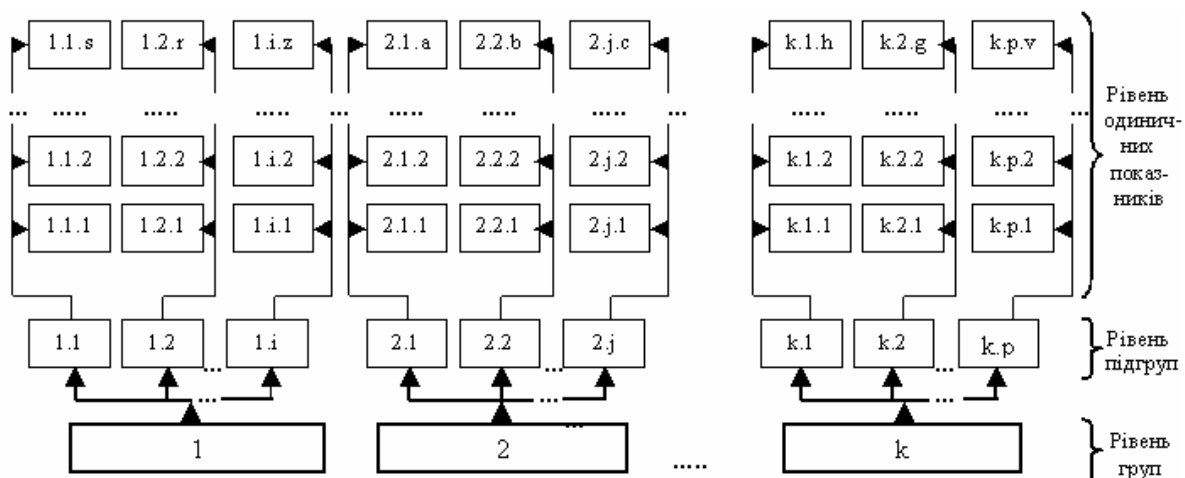 1.1.s 1.2.r 1.i.z 2.1.a 2.2.b 2.j.c k.1.h k.2.g k.p.v
... ..... ..... ..... ... ..... ..... ..... ... ..... ..... ..... ...
1.1.2 1.2.2 1.i.2 2.1.2 2.2.2 2.j.2 k.1.2 k.2.2 k.p.2
1.1.1 1.2.1 1.i.1 2.1.1 2.2.1 2.j.1 k.1.1 k.2.1 k.p.1
Рівень
одинич-
них
показ-
ників
1.1 1.2 ... 1.i 2.1 2.2 ... 2.j k.1 k.2 ... k.p
Рівень
підгруп
... ... ...
1 2 ... ..... k
Рівень
груп